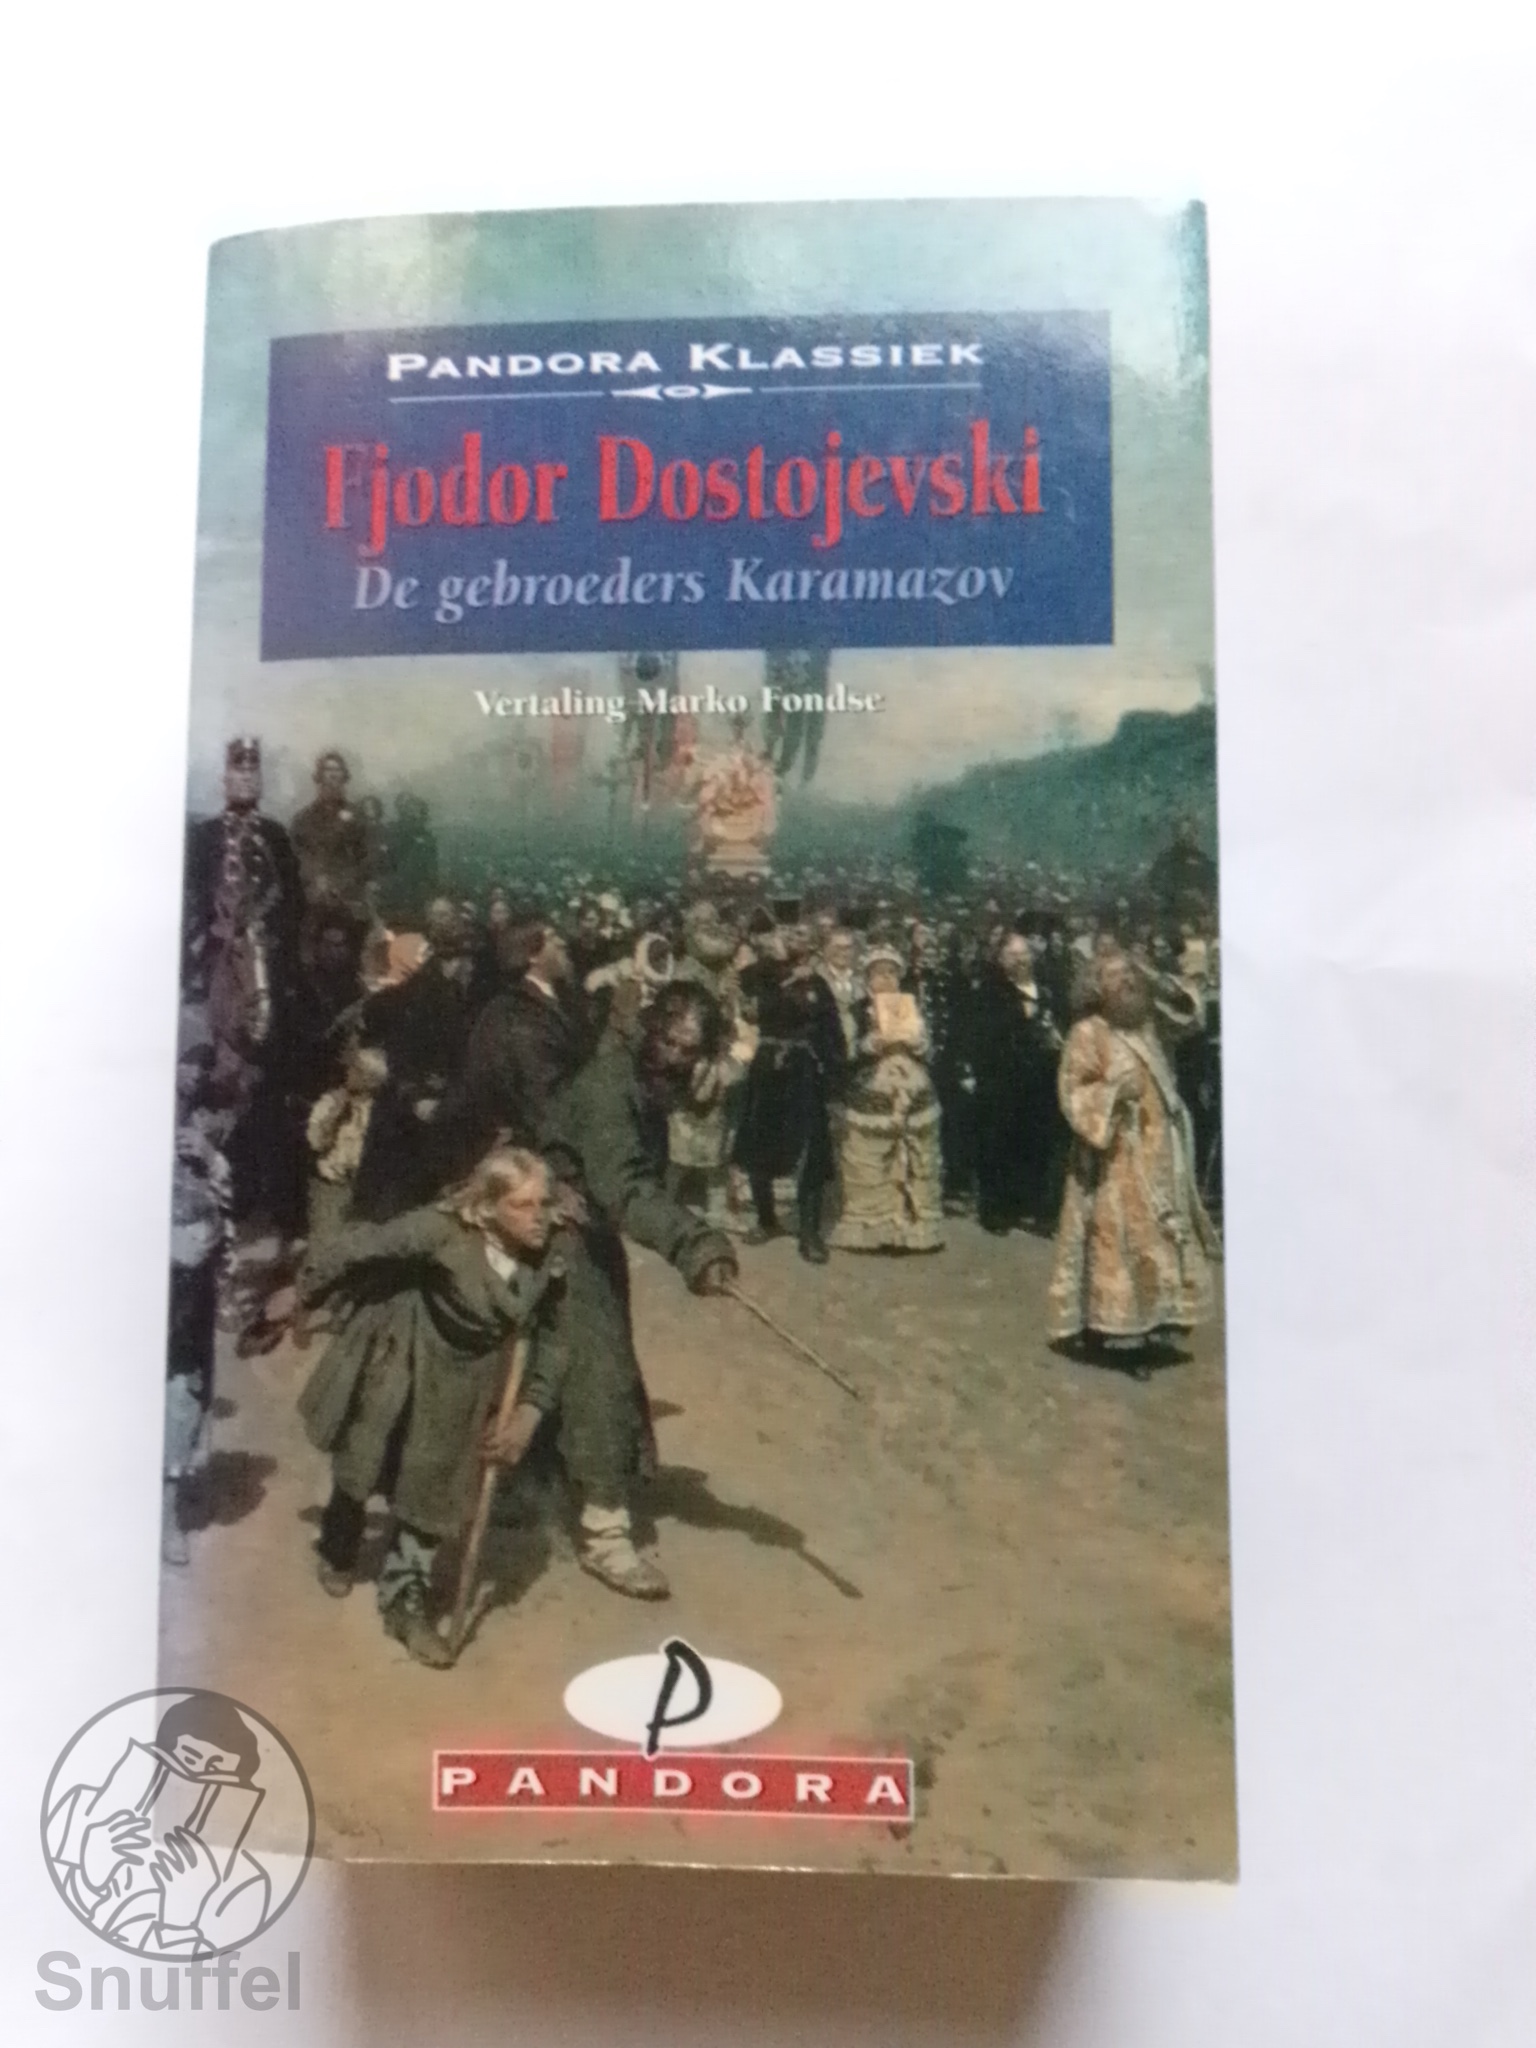 PANDORA KLASSIEK
Fjodor Dostojevski
De gebroeders Karamazov
Vertaling Marko Fondse
P
PANDORA
Snuffel